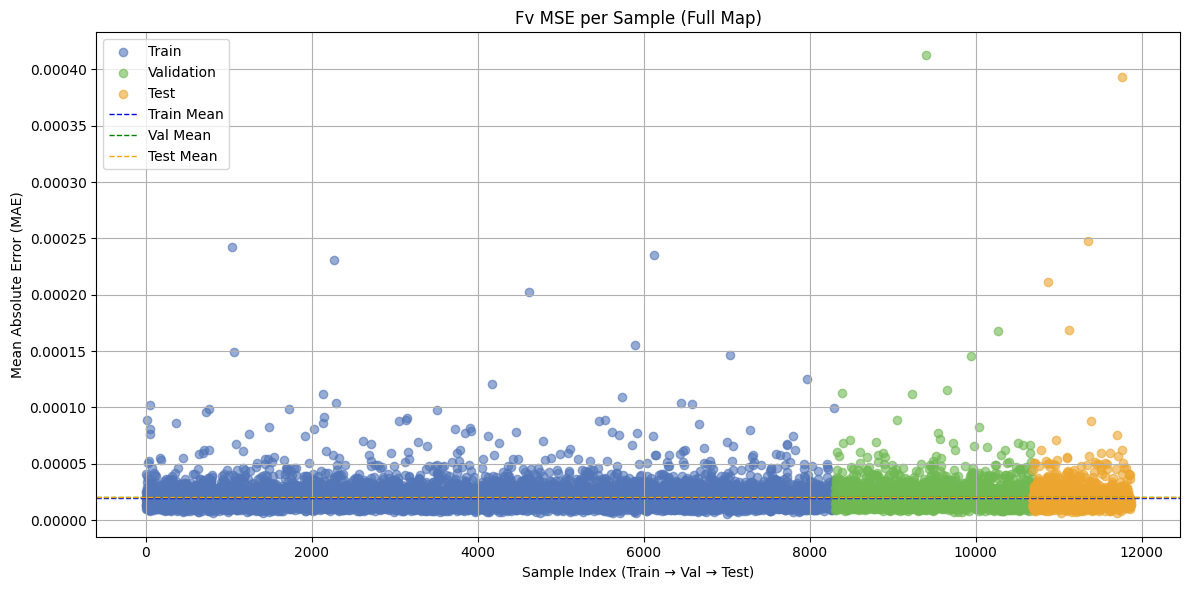 Fv MSE per Sample (Full Map)
Train
Validation
Test
Train Mean
Val Mean
Test Mean
Mean Absolute Error (MAE)
0.00040
0.00035
0.00030
0.00025
0.00020
0.00015
0.00010
0.00005
0.00000
0 2000 4000 6000 8000 10000 12000
Sample Index (Train → Val → Test)